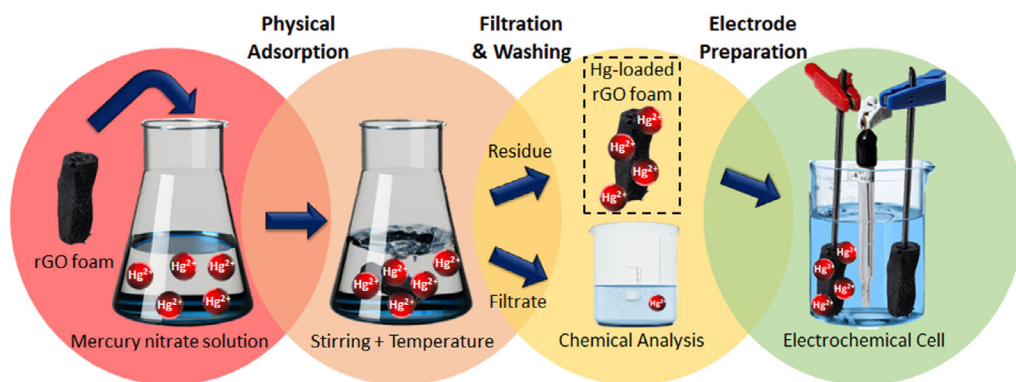 Physical
Adsorption
Filtration
& Washing
Electrode
Preparation
rGO foam
Hg2+
Hg2+
Hg2+
Hg2+
Hg2+
Mercury nitrate solution
Hg2+
Hg2+
Hg2+
Hg2+
Hg2+
Stirring + Temperature
Residue
Filtrate
Hg-loaded
rGO foam
Hg2+
Hg2+
Hg2+
Hg2+
Hg2+
Chemical Analysis
Hg2+
Hg2+
Hg2+
Hg2+
Electrochemical Cell